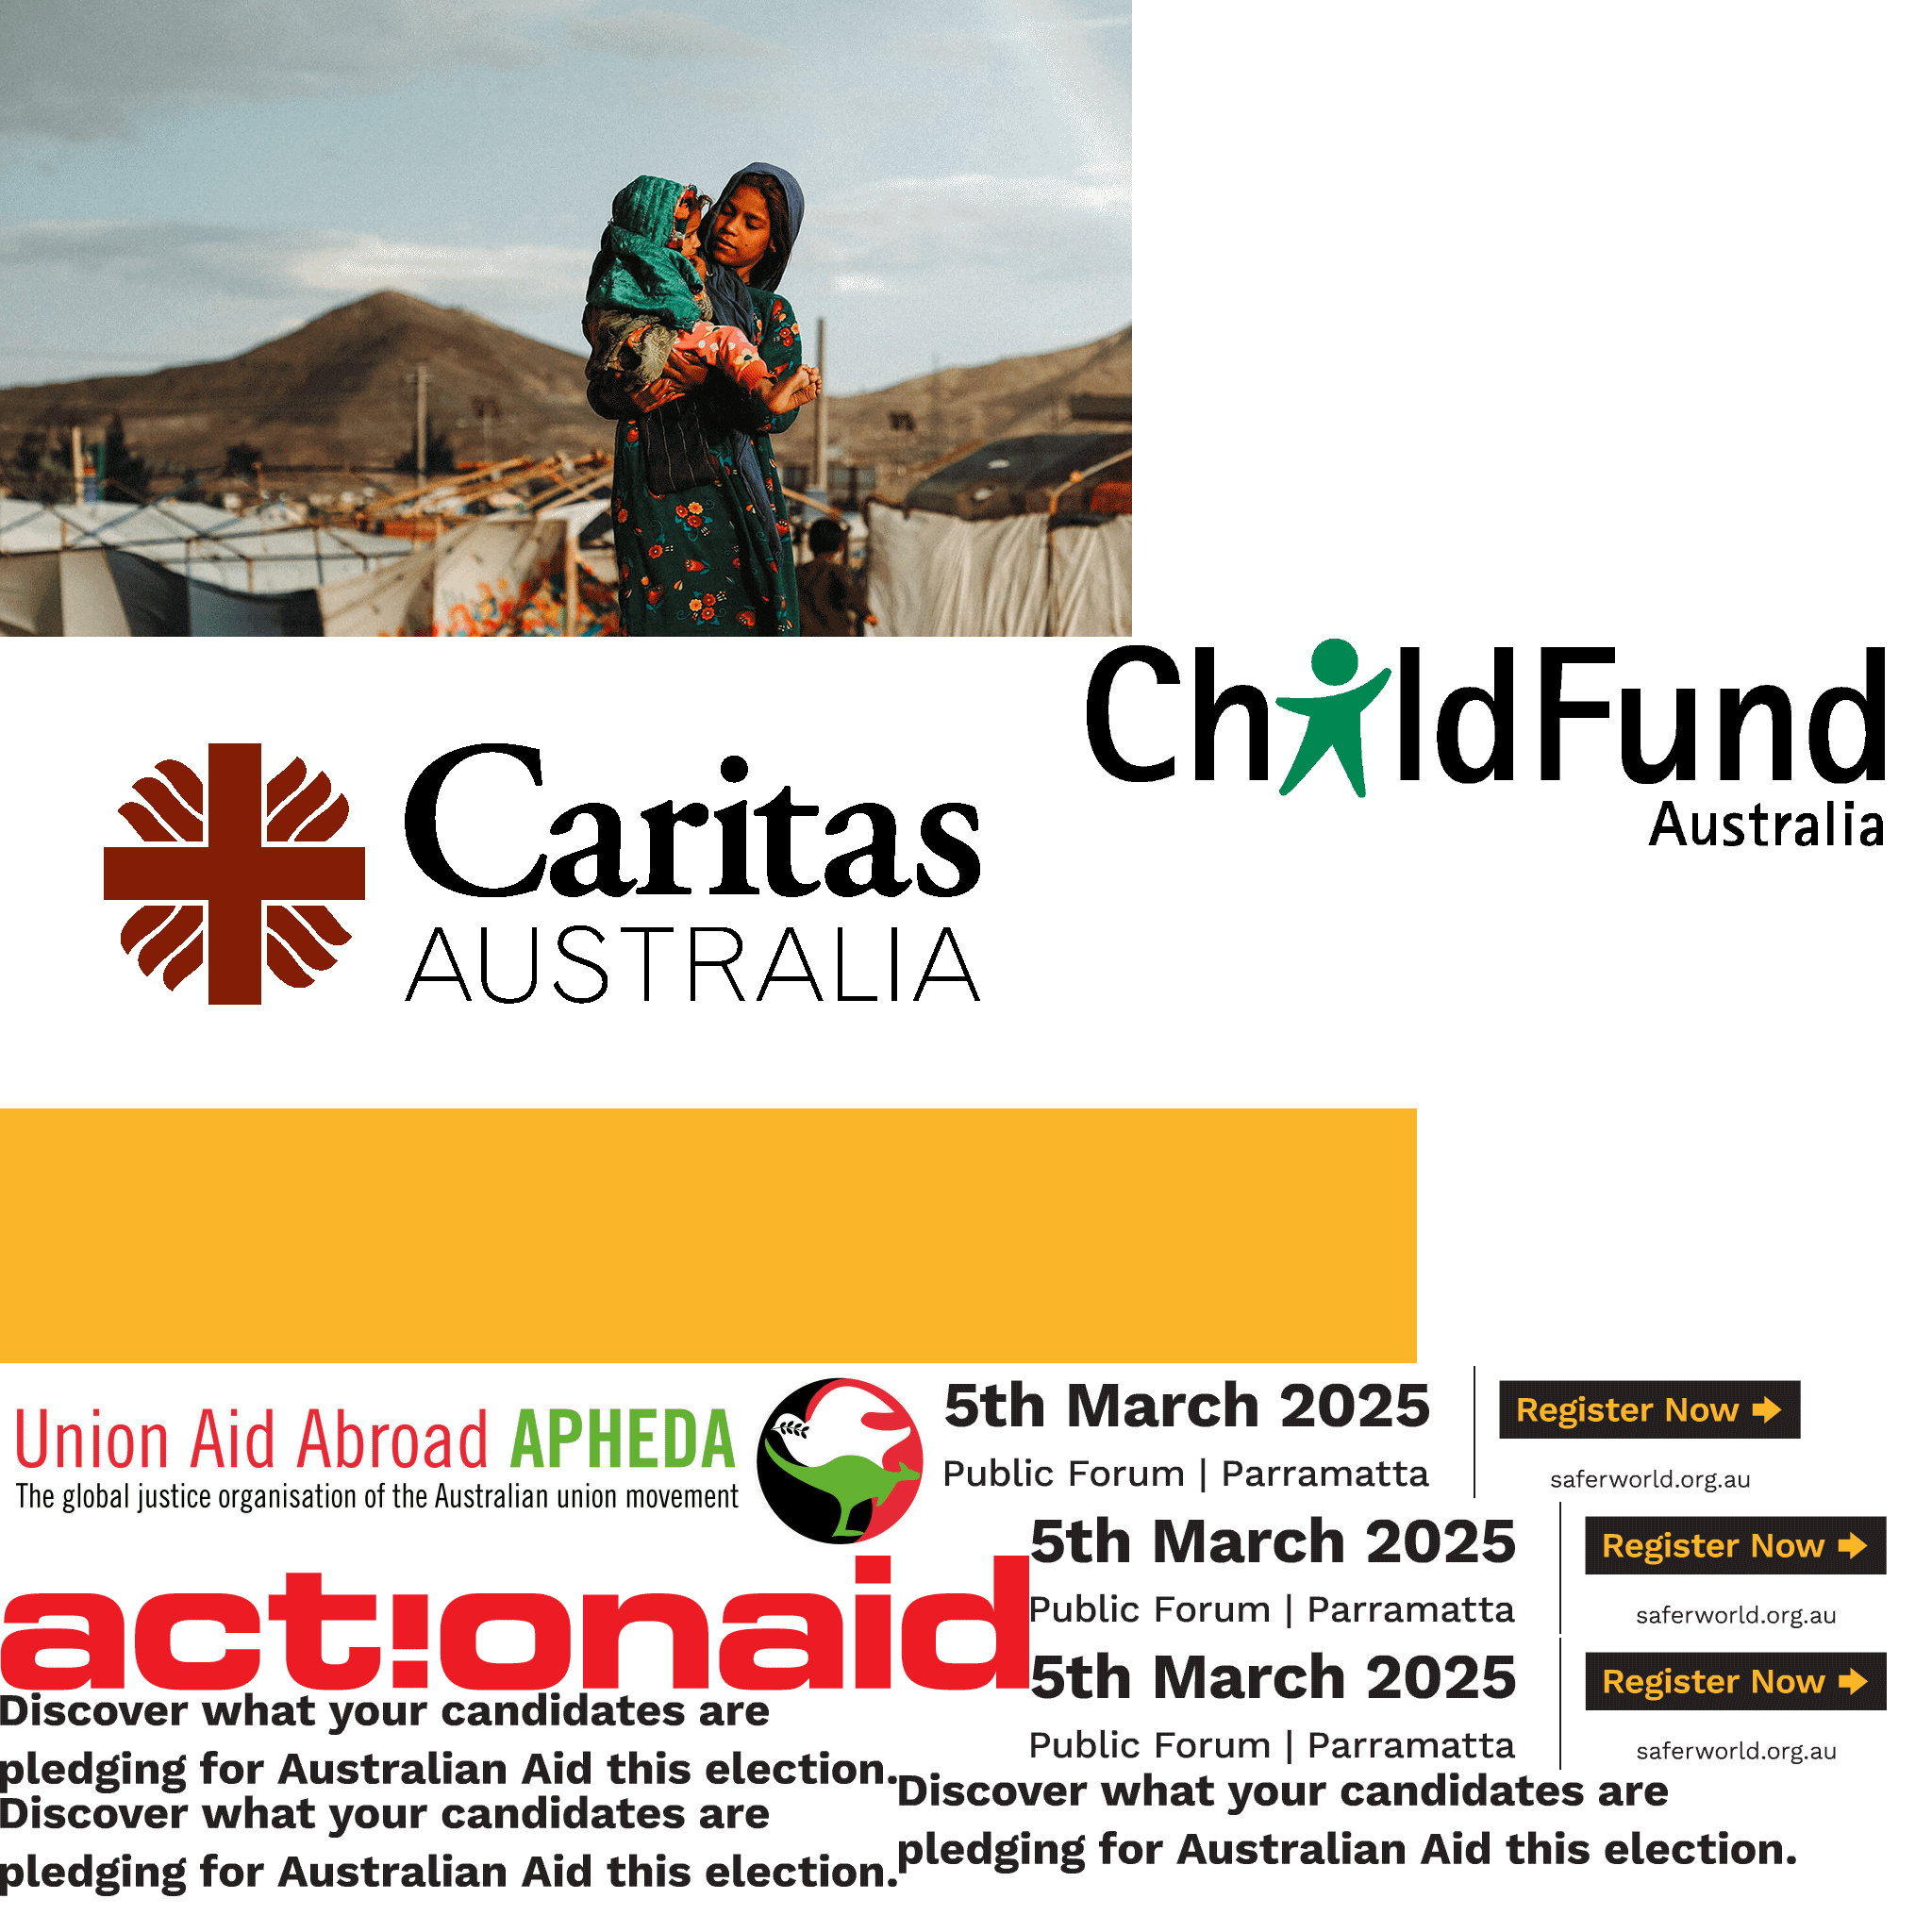 ChildFund
Australia
Caritas
AUSTRALIA
Union Aid Abroad APHEDA
The global justice organisation of the Australian union movement
5th March 2025
Public Forum | Parramatta
Register Now
saferworld.org.au
actionaid
5th March 2025
Public Forum | Parramatta
Register Now
saferworld.org.au
5th March 2025
Public Forum | Parramatta
Register Now
saferworld.org.au
Discover what your candidates are
pledging for Australian Aid this election.
Discover what your candidates are
pledging for Australian Aid this election.
Discover what your candidates are
pledging for Australian Aid this election.